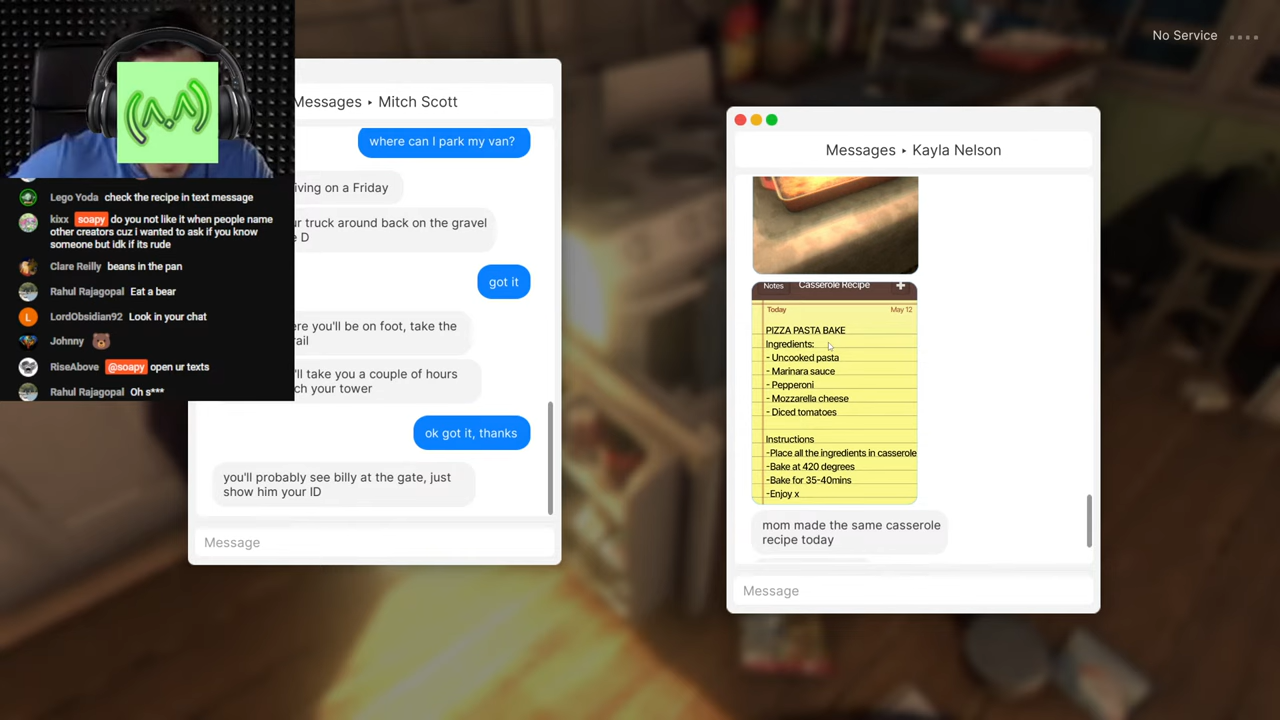 No Service
Messages ‣ Mitch Scott
where can I park my van?
iving on a Friday
ur truck around back on the gravel
e D
got it
ere you'll be on foot, take the
rail
'll take you a couple of hours
ch your tower
ok got it, thanks
you'll probably see billy at the gate, just
show him your ID
Message
Messages ‣ Kayla Nelson
Notes Casserole Recipe +
Today May 12
PIZZA PASTA BAKE
Ingredients:
- Uncooked pasta
- Marinara sauce
- Pepperoni
- Mozzarella cheese
- Diced tomatoes
Instructions
-Place all the ingredients in casserole
-Bake at 420 degrees
-Bake for 35-40mins
-Enjoy x
mom made the same casserole
recipe today
Message
(^.^)
Lego Yoda check the recipe in text message
kixx soapy do you not like it when people name
other creators cuz i wanted to ask if you know
someone but idk if its rude
Clare Reilly beans in the pan
Rahul Rajagopal Eat a bear
L LordObsidian92 Look in your chat
Johnny 🐻
RiseAbove @soapy open ur texts
Rahul Rajagopal Oh s***